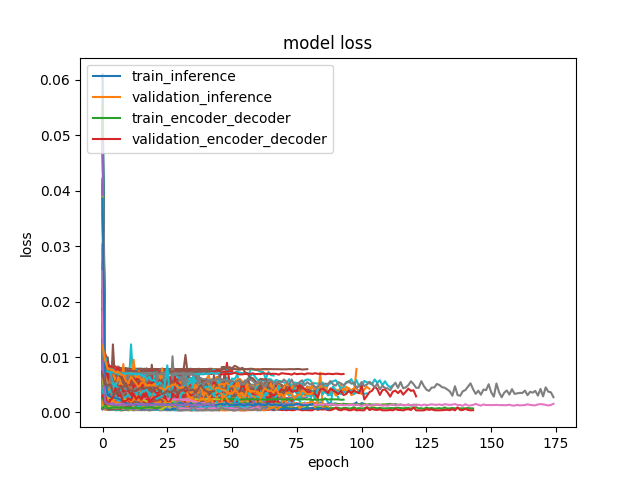 model loss
train_inference
validation_inference
train_encoder_decoder
validation_encoder_decoder
0.06
0.05
0.04
0.03
0.02
0.01
0.00
loss
0 25 50 75 100 125 150 175
epoch